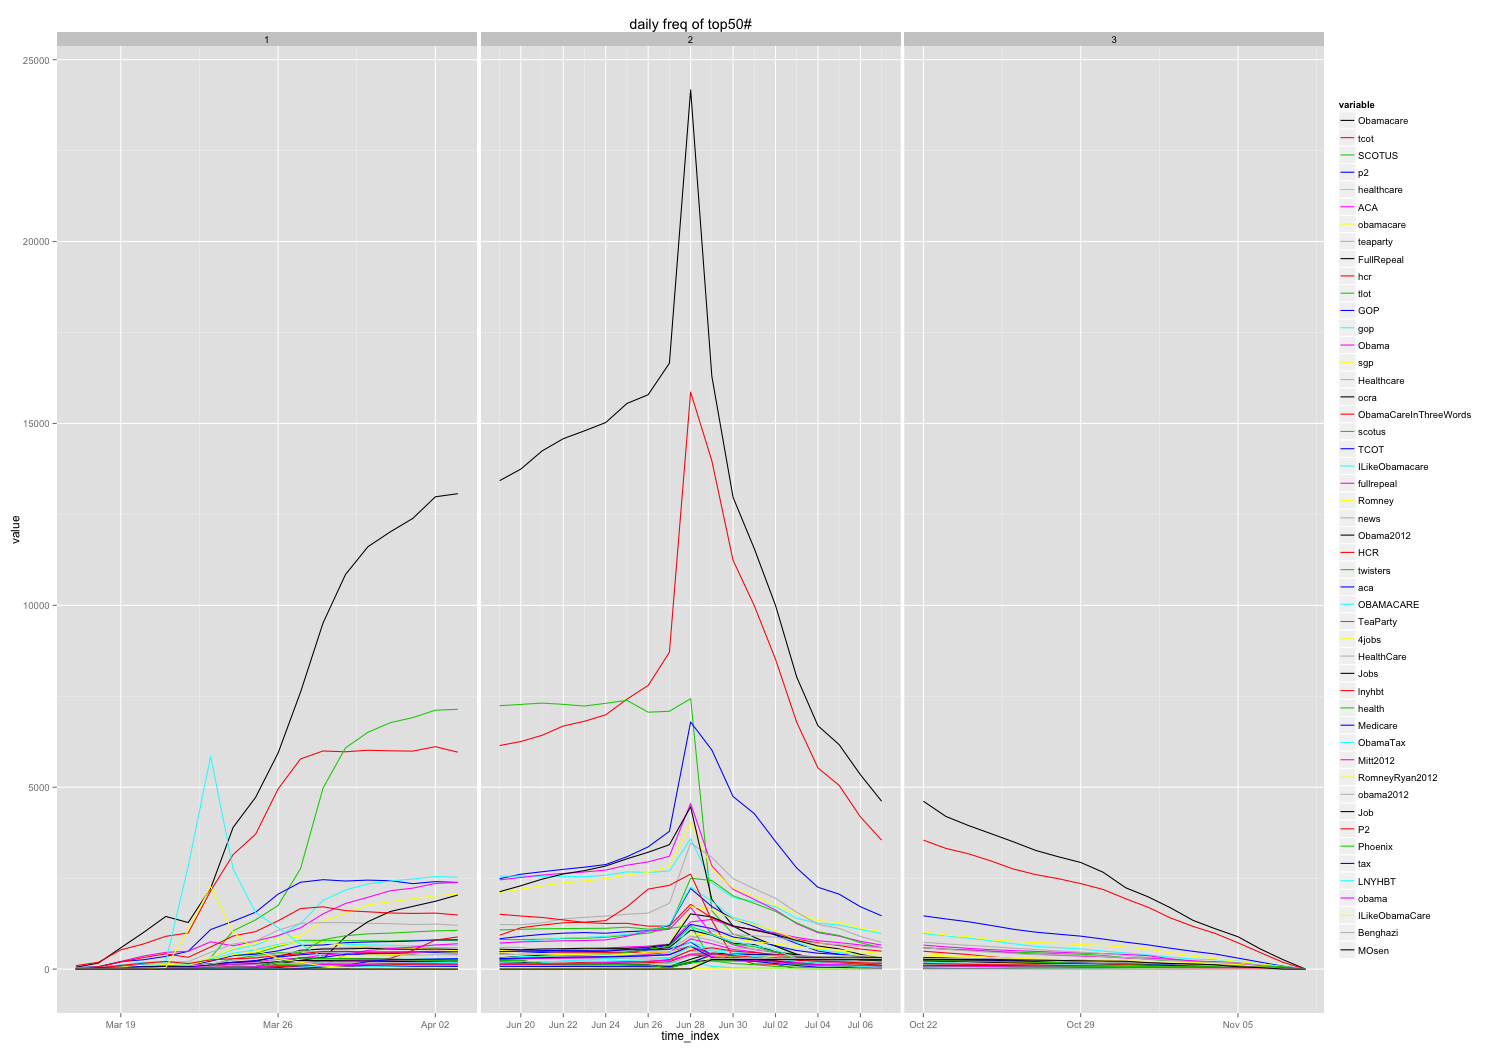 daily freq of top50#
1
2
3
25000
20000
15000
10000
5000
0
value
Mar 19
Mar 26
Apr 02
Jun 20
Jun 22
Jun 24
Jun 26
Jun 28
Jun 30
Jul 02
Jul 04
Jul 06
Oct 22
Oct 29
Nov 05
time_index
variable
Obamacare
tcot
SCOTUS
p2
healthcare
ACA
obamacare
teaparty
FullRepeal
hcr
tlot
GOP
gop
Obama
sgp
Healthcare
ocra
ObamaCareInThreeWords
scotus
TCOT
ILikeObamacare
fullrepeal
Romney
news
Obama2012
HCR
twisters
aca
OBAMACARE
TeaParty
4jobs
HealthCare
Jobs
lnyhbt
health
Medicare
ObamaTax
Mitt2012
RomneyRyan2012
obama2012
Job
P2
Phoenix
tax
LNYHBT
obama
ILikeObamaCare
Benghazi
MOsen